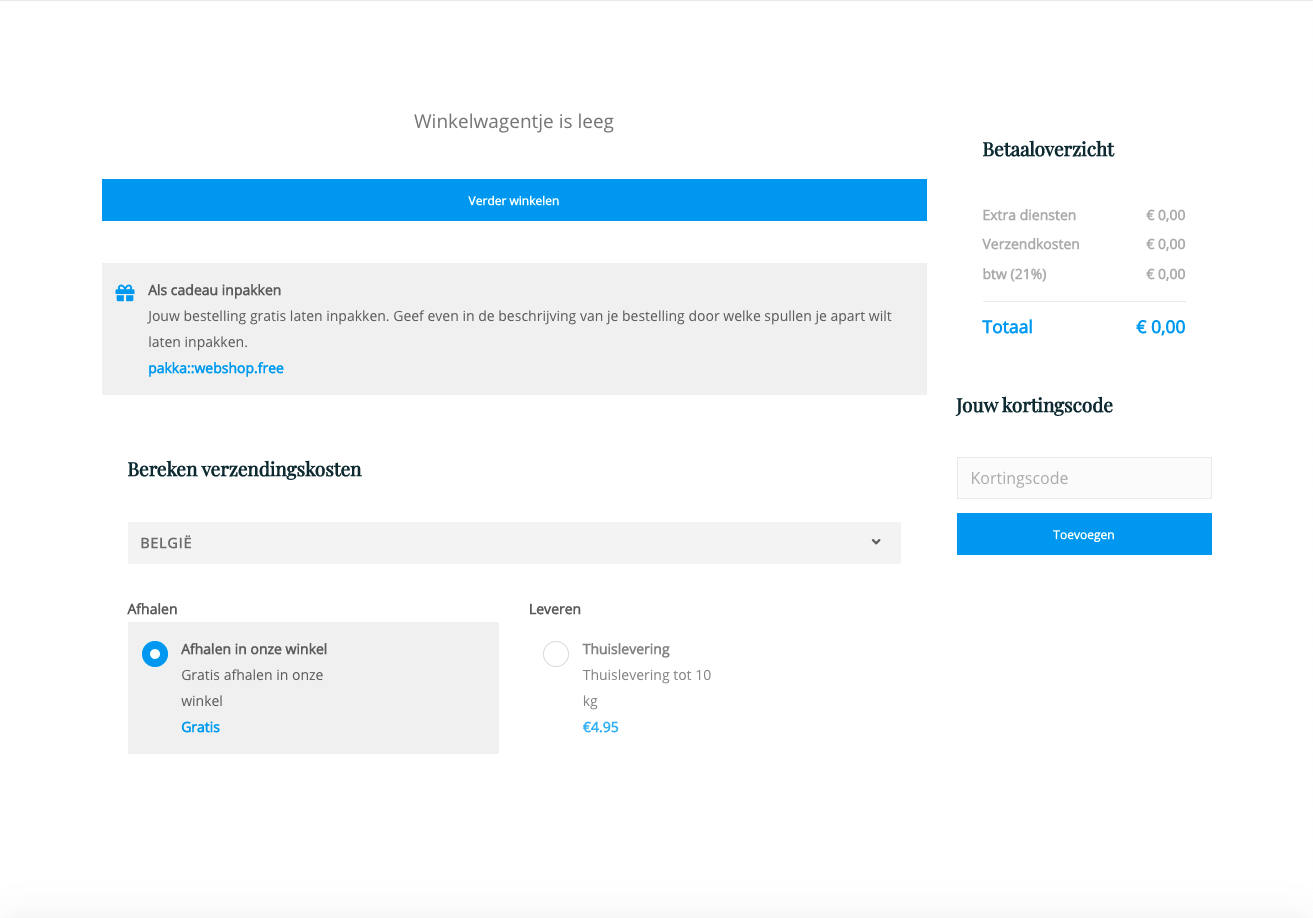 Winkelwagentje is leeg
Verder winkelen
Als cadeau inpakken
Jouw bestelling gratis laten inpakken. Geef even in de beschrijving van je bestelling door welke spullen je apart wilt
laten inpakken.
pakka::webshop.free
Bereken verzendingskosten
BELGIË
Afhalen
Afhalen in onze winkel
Gratis afhalen in onze
winkel
Gratis
Leveren
Thuislevering
Thuislevering tot 10
kg
€4.95
Betaaloverzicht
Extra diensten € 0,00
Verzendkosten € 0,00
btw (21%) € 0,00
Totaal € 0,00
Jouw kortingscode
Kortingscode
Toevoegen